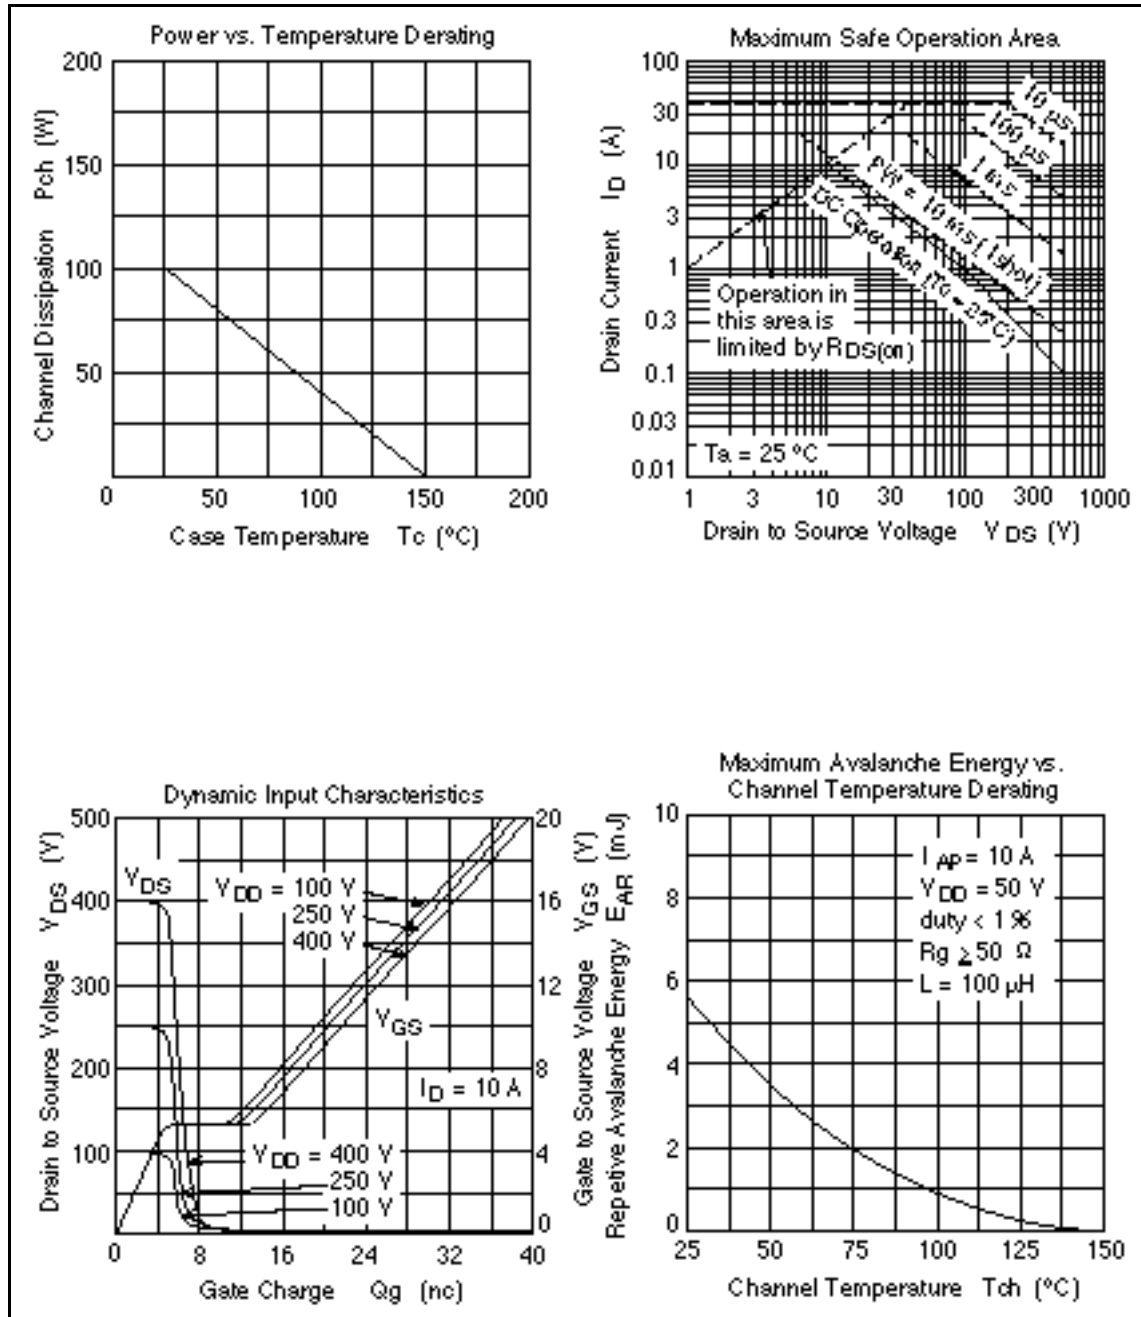 Power vs. Temperature Derating
Channel Dissipation Pch (W)
200
150
100
50
0 50 100 150 200
Case Temperature Tc (°C)
Maximum Safe Operation Area
Drain Current ID (A)
100
30
10
3
1
0.3
0.1
0.03
0.01
10 µs
100 µs
1 ms
PW = 10 ms (1shot)
DC Operation (Tc = 25°C)
Operation in
this area is
limited by RDS(on)
Ta = 25 °C
1 3 10 30 100 300 1000
Drain to Source Voltage VDS (V)
Dynamic Input Characteristics
Drain to Source Voltage VDS (V)
500
400
300
200
100
VDS
VDD = 100 V
250 V
400 V
VGS
ID = 10 A
VDD = 400 V
250 V
100 V
20
16
12
8
4
0
Gate to Source Voltage VGS (V)
0 8 16 24 32 40
Gate Charge Qg (nc)
Maximum Avalanche Energy vs.
Channel Temperature Derating
Repetive Avalanche Energy EAR (mJ)
10
8
6
4
2
0
IAP = 10 A
VDD = 50 V
duty < 1 %
Rg ≥ 50 Ω
L = 100 µH
25 50 75 100 125 150
Channel Temperature Tch (°C)